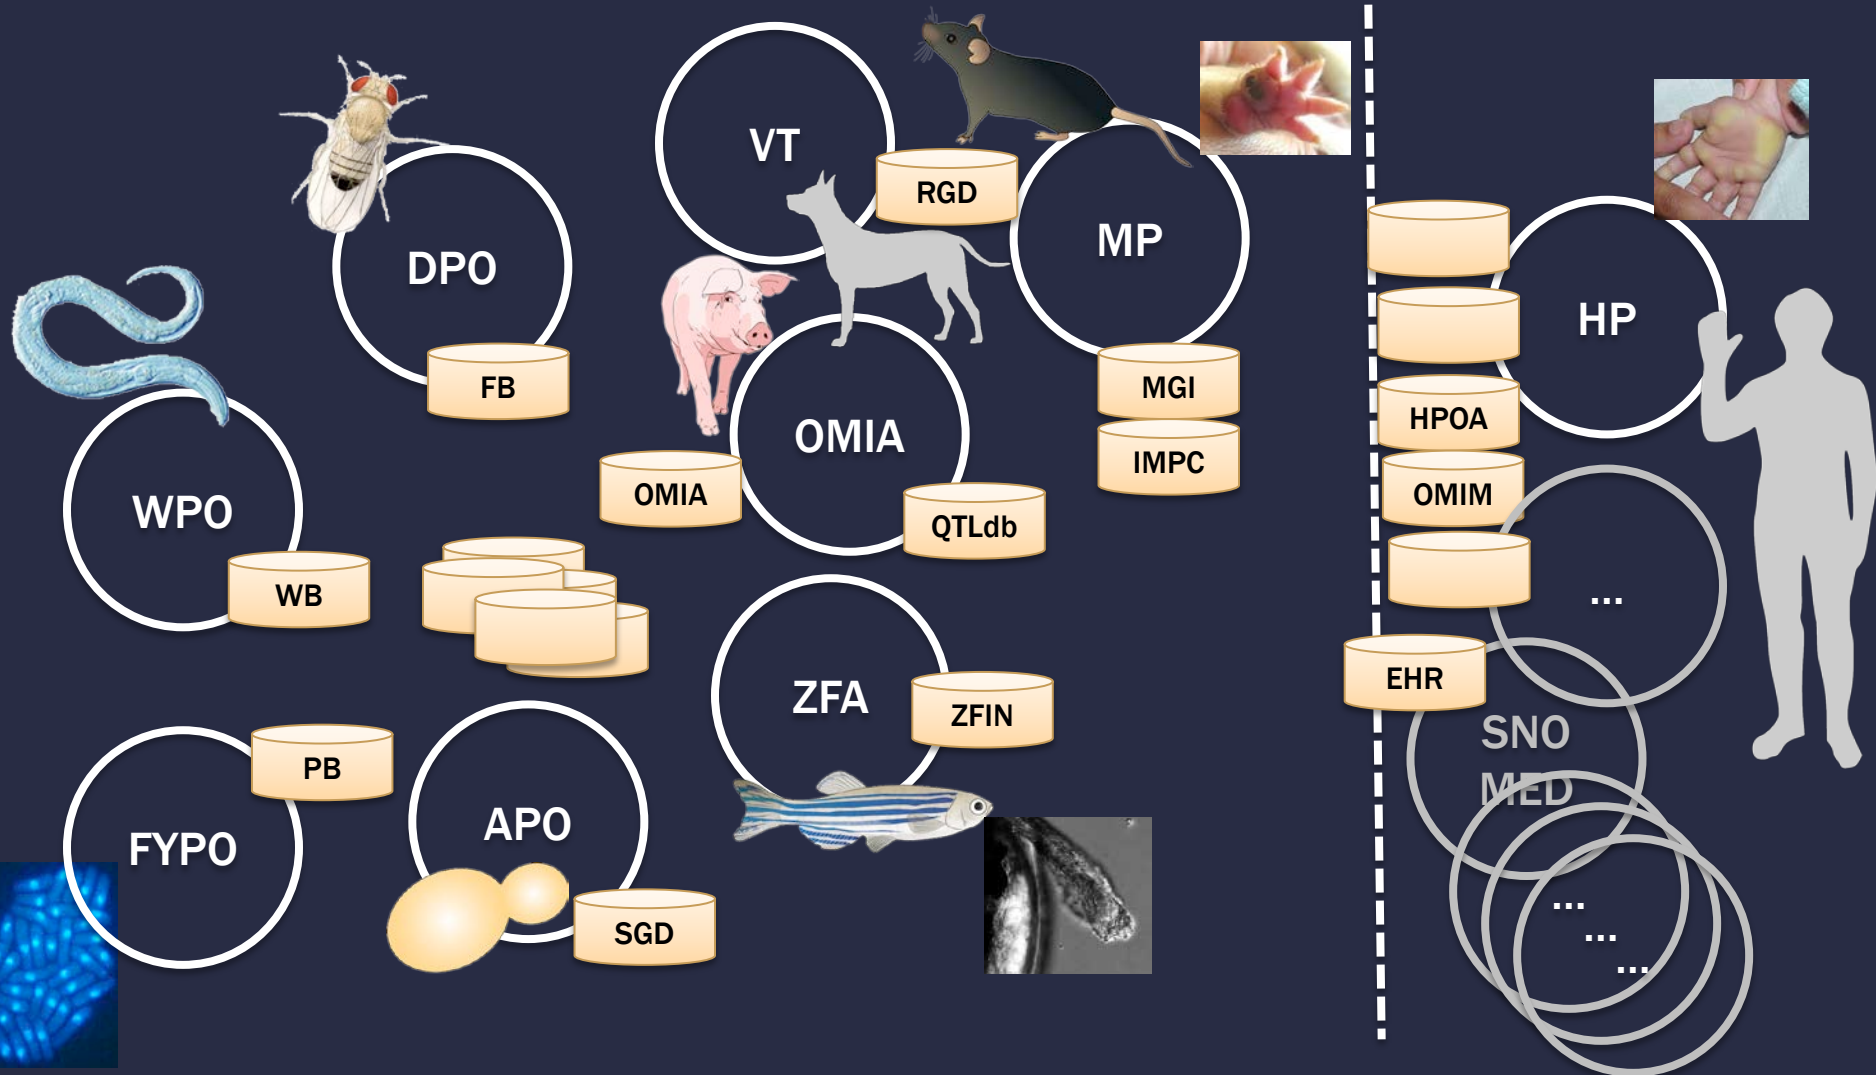 VT
RGD
MP
DPO
HP
FB
MGI
HPOA
OMIA
IMPC
OMIM
OMIA
QTLdb
WPO
WB
...
EHR
ZFA
ZFIN
SNO
MED
PB
APO
FYPO
SGD
...
...
...